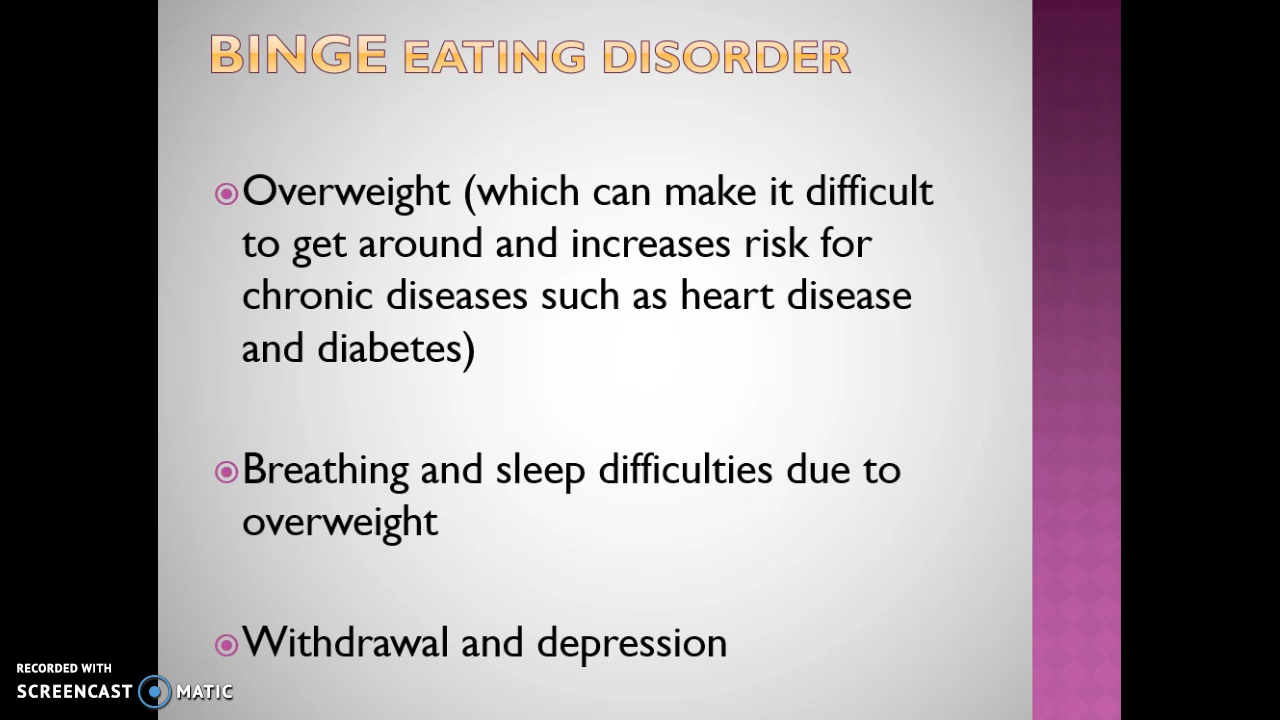 BINGE EATING DISORDER
Overweight (which can make it difficult
to get around and increases risk for
chronic diseases such as heart disease
and diabetes)
Breathing and sleep difficulties due to
overweight
Withdrawal and depression
RECORDED WITH
SCREENCAST MATIC